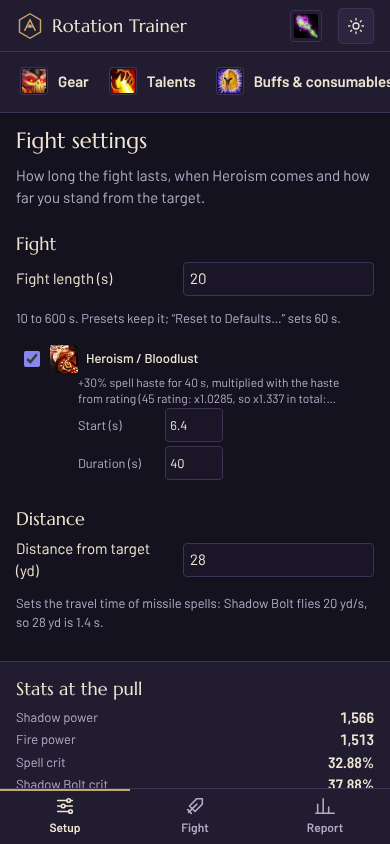 Rotation Trainer
Gear
Talents
Buffs & consumables
Fight settings
How long the fight lasts, when Heroism comes and how
far you stand from the target.
Fight
Fight length (s)
20
10 to 600 s. Presets keep it; “Reset to Defaults…” sets 60 s.
Heroism / Bloodlust
+30% spell haste for 40 s, multiplied with the haste
from rating (45 rating: x1.0285, so x1.337 in total:…
Start (s)
6.4
Duration (s)
40
Distance
Distance from target
(yd)
28
Sets the travel time of missile spells: Shadow Bolt flies 20 yd/s,
so 28 yd is 1.4 s.
Stats at the pull
Shadow power
1,566
Fire power
1,513
Spell crit
32.88%
Shadow Bolt crit
37.88%
Setup
Fight
Report